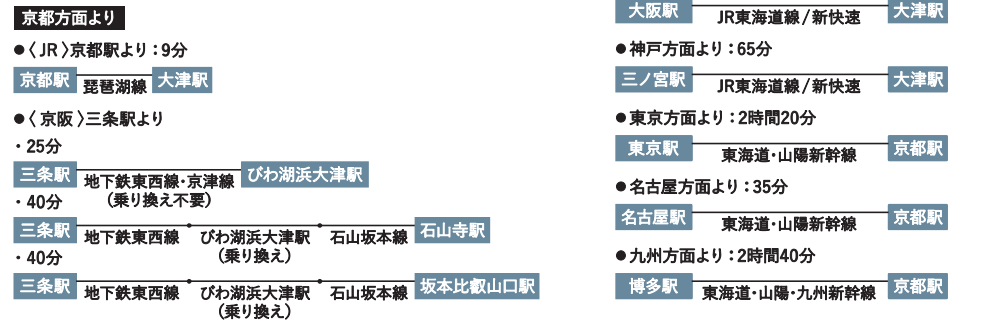 京都方面より
●〈JR〉京都駅より：9分
京都駅 琵琶湖線 大津駅
●〈京阪〉三条駅より
・25分
三条駅 地下鉄東西線・京津線 びわ湖浜大津駅
(乗り換え不要)
・40分
三条駅 地下鉄東西線 びわ湖浜大津駅 石山坂本線 石山寺駅
(乗り換え)
・40分
三条駅 地下鉄東西線 びわ湖浜大津駅 石山坂本線 坂本比叡山口駅
(乗り換え)
大阪駅 JR東海道線/新快速 大津駅
●神戸方面より：65分
三ノ宮駅 JR東海道線/新快速 大津駅
●東京方面より：2時間20分
東京駅 東海道・山陽新幹線 京都駅
●名古屋方面より：35分
名古屋駅 東海道・山陽新幹線 京都駅
●九州方面より：2時間40分
博多駅 東海道・山陽・九州新幹線 京都駅